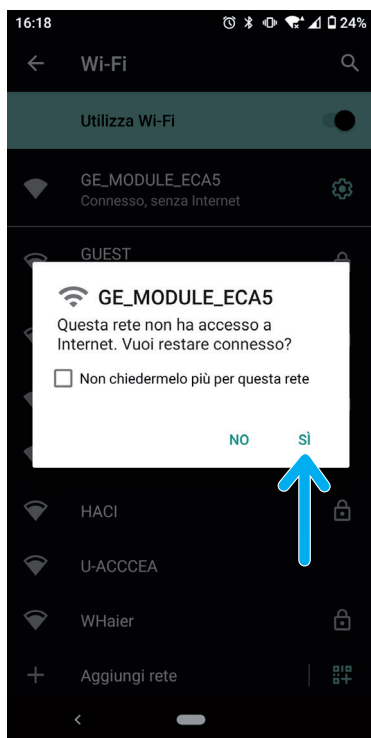 16:18 24%
Wi-Fi
Utilizza Wi-Fi
GE_MODULE_ECA5
Connesso, senza Internet
GUEST
GE_MODULE_ECA5
Questa rete non ha accesso a
Internet. Vuoi restare connesso?
Non chiedermelo più per questa rete
NO SÌ
HACI
U-ACCCEA
WHaier
Aggiungi rete